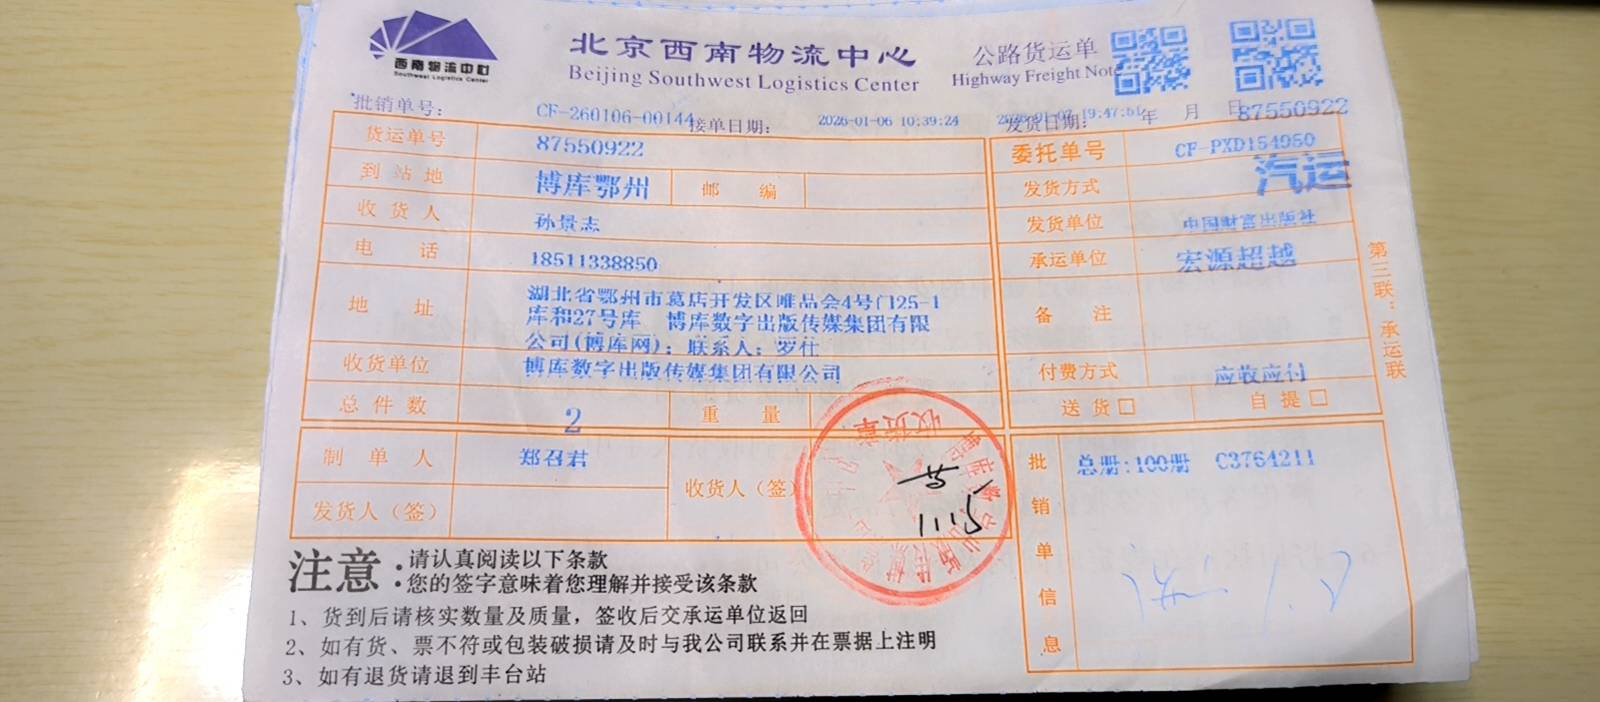 西南物流中心
Southwest Logistics Center
北京西南物流中心
Beijing Southwest Logistics Center
公路货运单
Highway Freight Note
批销单号: CF-260106-00144 接单日期: 2026-01-06 10:39:24 发货日期: 年 月 日 87550922
货运单号 87550922 委托单号 CF-PXD154950
到站地 博库鄂州 邮编 发货方式 汽运
收货人 孙景志 发货单位 中国财富出版社
电话 18511338850 承运单位 宏源超越
地址 湖北省鄂州市葛店开发区唯品会4号门25-1
库和27号库 博库数字出版传媒集团有限
公司(博库网); 联系人: 罗仕
备注
收货单位 博库数字出版传媒集团有限公司 付费方式 应收应付
总件数 2 重量 送货□ 自提□
制单人 郑召君 收货人(签) 批销单信息 总册:100册 C3764211
发货人(签)
收货章
1115
第三联:承运联
注意:请认真阅读以下条款
您的签字意味着您理解并接受该条款
1、货到后请核实数量及质量，签收后交承运单位返回
2、如有货、票不符或包装破损请及时与我公司联系并在票据上注明
3、如有退货请退到丰台站